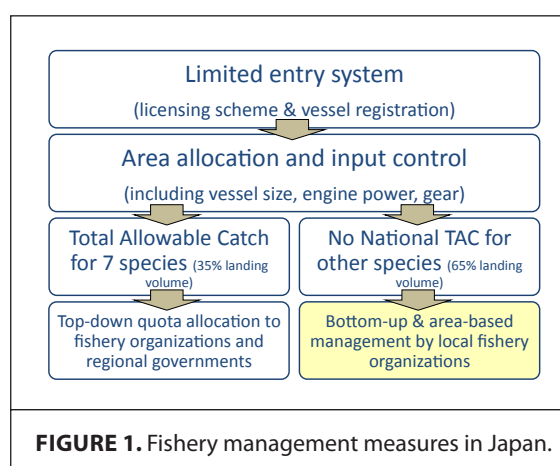 Limited entry system
(licensing scheme & vessel registration)
Area allocation and input control
(including vessel size, engine power, gear)
Total Allowable Catch
for 7 species (35% landing
volume)
No National TAC for
other species (65% landing
volume)
Top-down quota allocation to
fishery organizations and
regional governments
Bottom-up & area-based
management by local fishery
organizations
FIGURE 1. Fishery management measures in Japan.